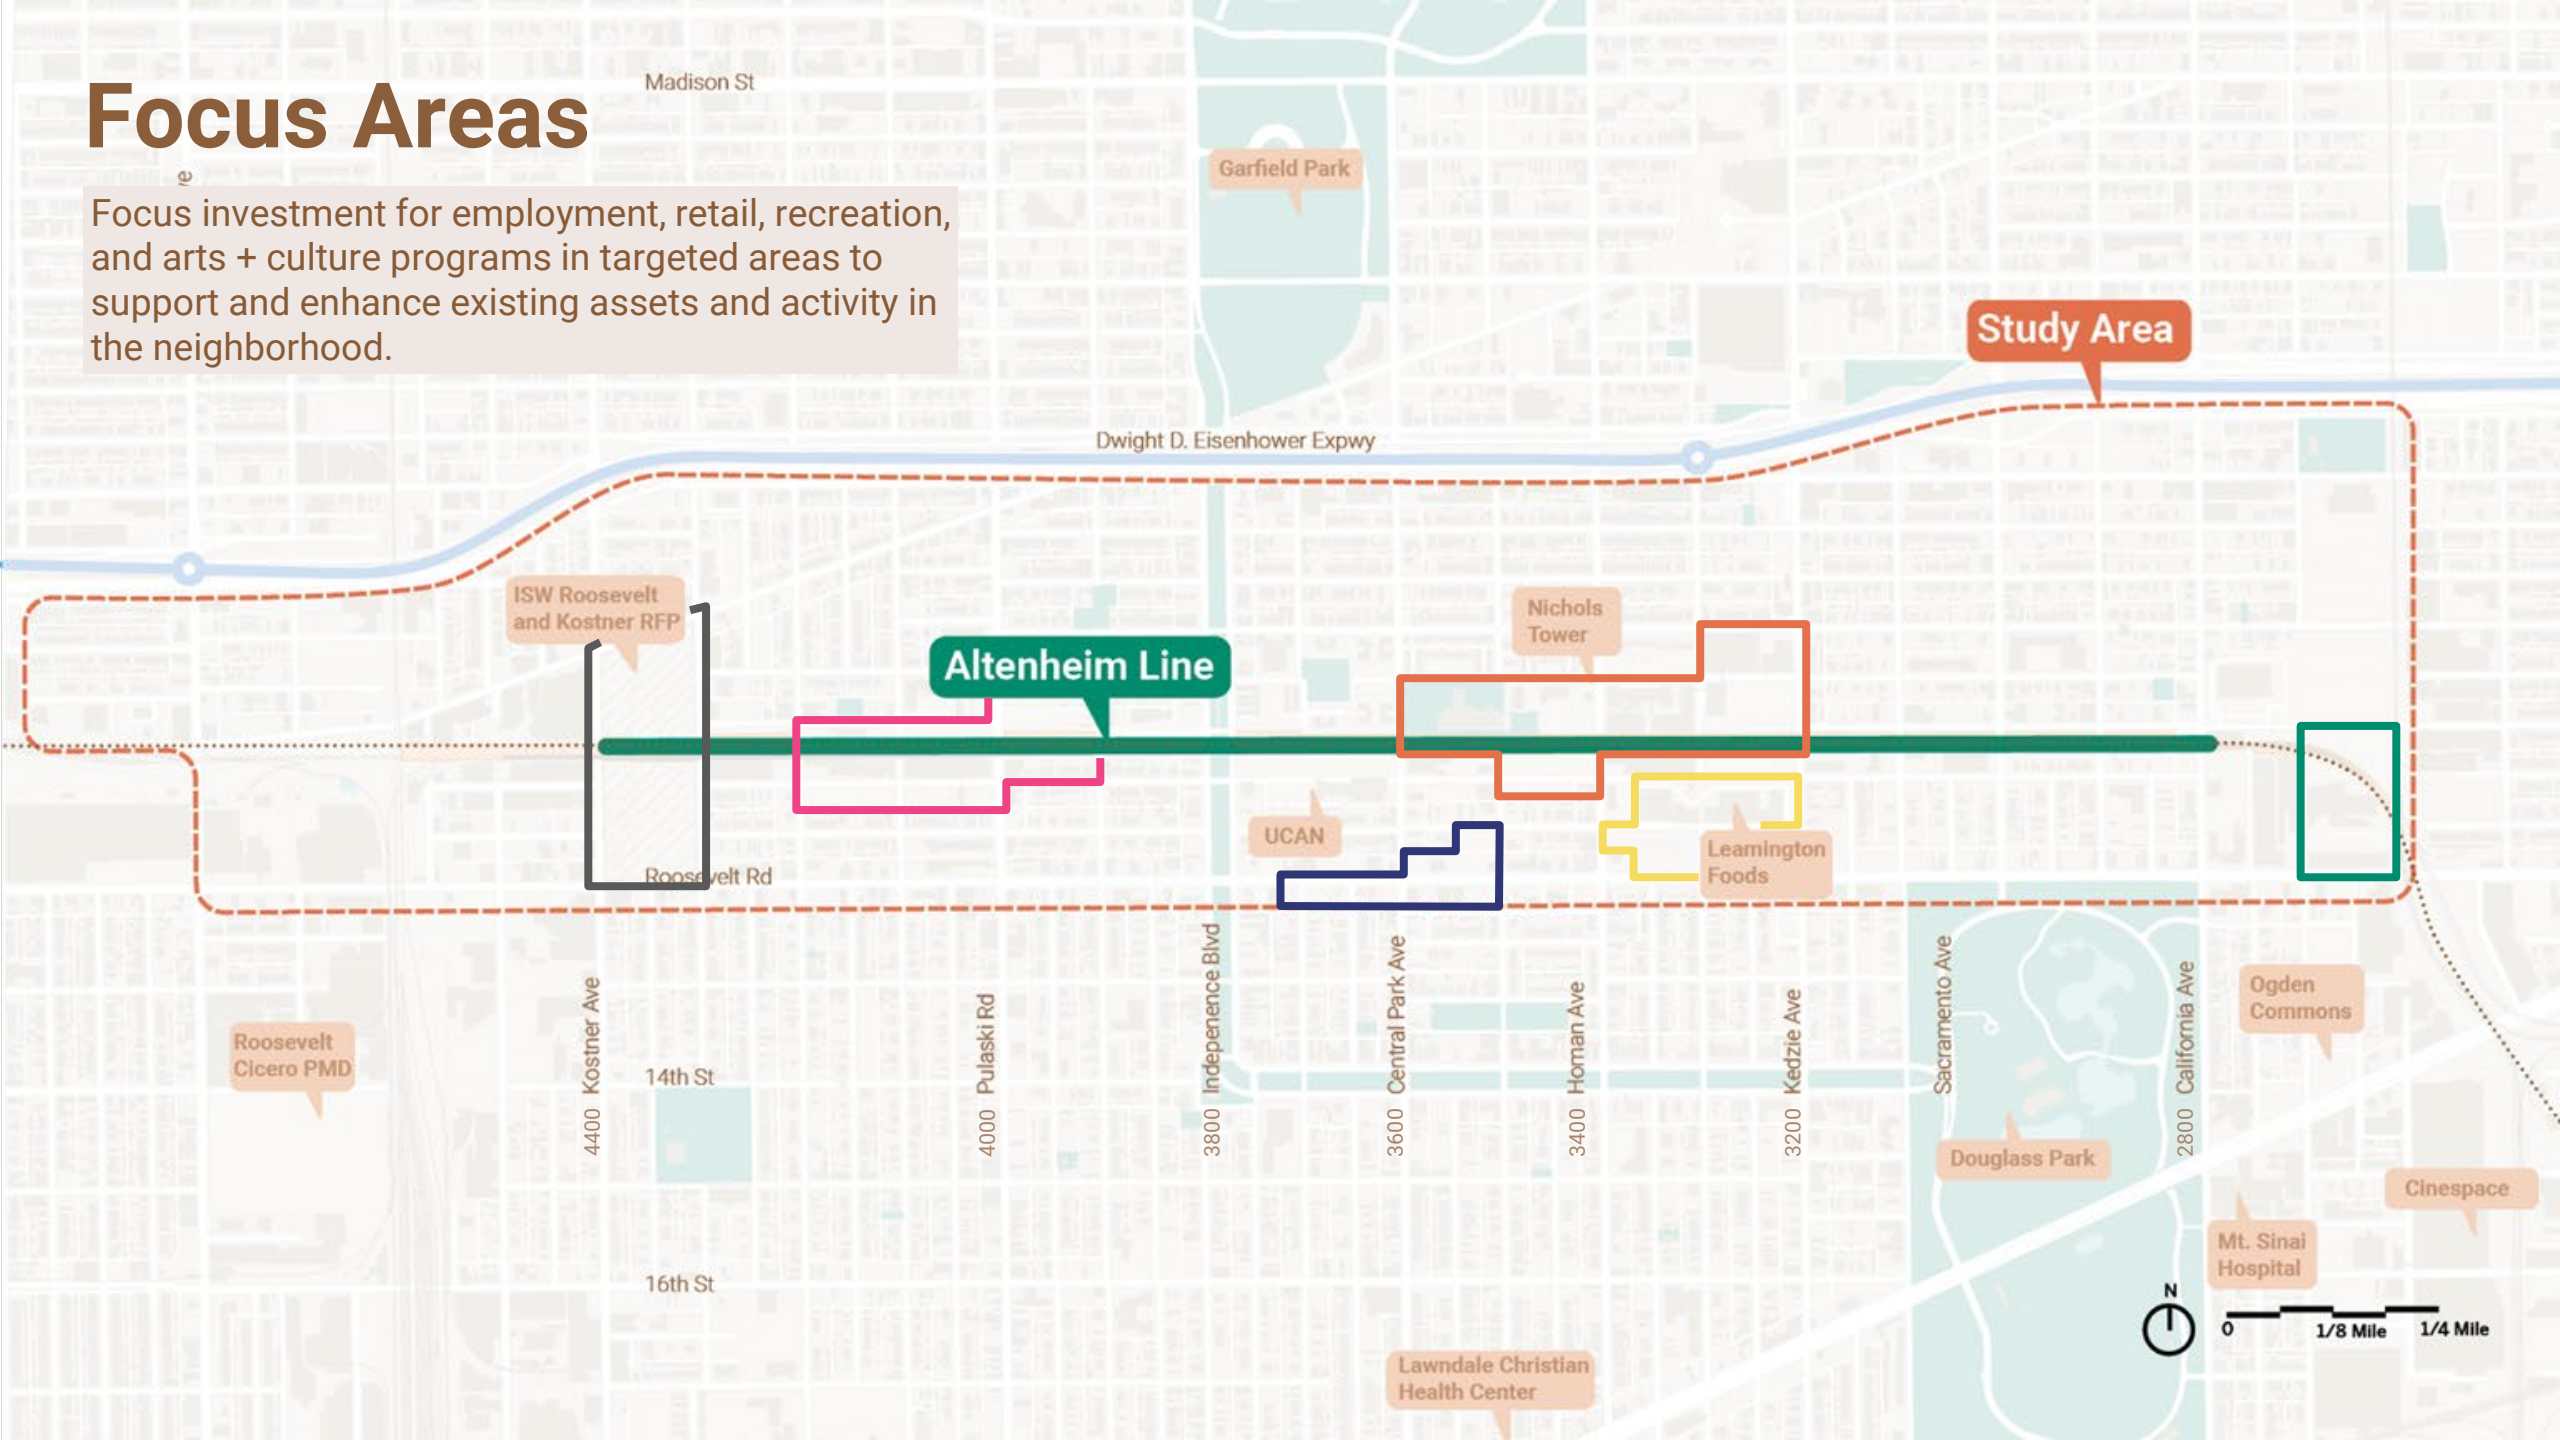 Madison St
Focus Areas
ve
Focus investment for employment, retail, recreation,
and arts + culture programs in targeted areas to
support and enhance existing assets and activity in
the neighborhood.
Garfield Park
Study Area
Dwight D. Eisenhower Expwy
ISW Roosevelt
and Kostner RFP
Nichols
Tower
Altenheim Line
UCAN
Leamington
Foods
Roosevelt Rd
4400 Kostner Ave
4000 Pulaski Rd
3800 Indepenence Blvd
3600 Central Park Ave
3400 Homan Ave
3200 Kedzie Ave
Sacramento Ave
2800 California Ave
Ogden
Commons
Roosevelt
Cicero PMD
14th St
Douglass Park
Cinespace
Mt. Sinai
Hospital
16th St
N
0 1/8 Mile 1/4 Mile
Lawndale Christian
Health Center